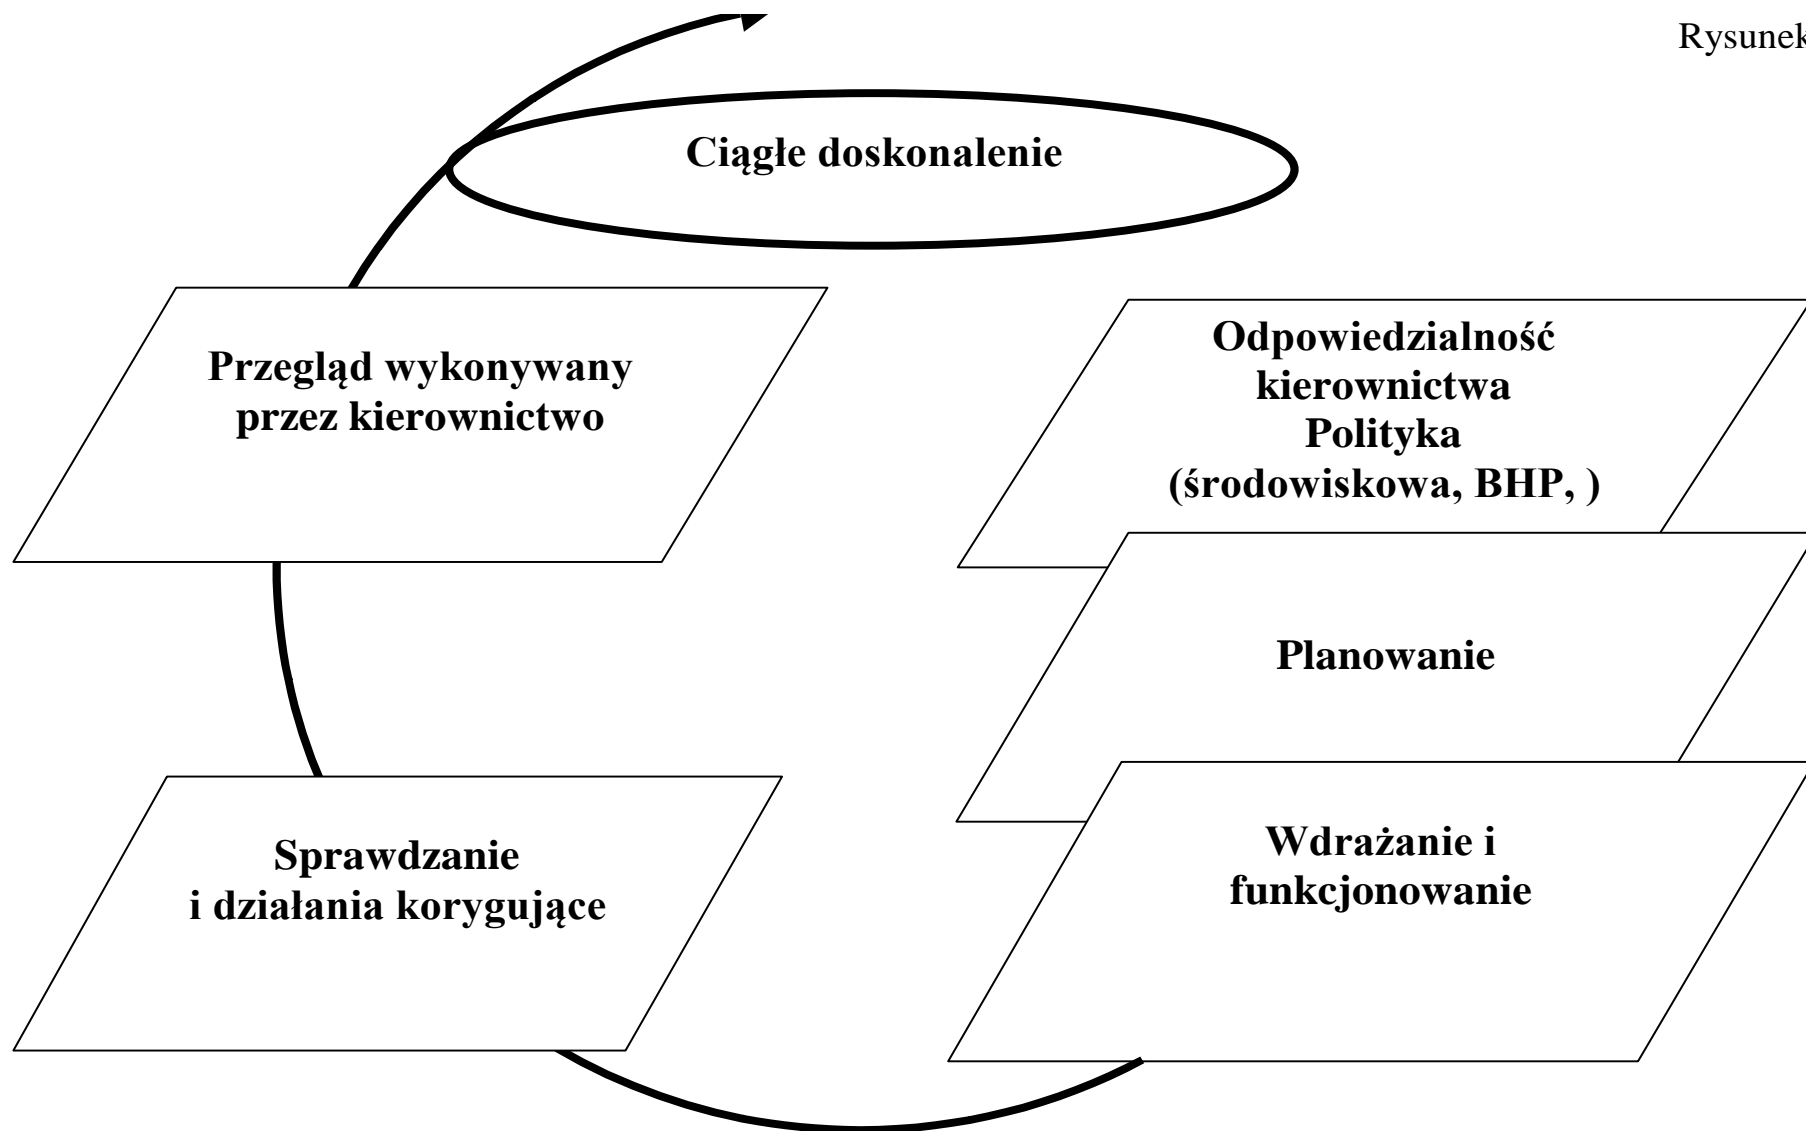 Rysunek
Ciągłe doskonalenie
Przegląd wykonywany
przez kierownictwo
Odpowiedzialność
kierownictwa
Polityka
(środowiskowa, BHP, )
Planowanie
Sprawdzanie
i działania korygujące
Wdrażanie i
funkcjonowanie